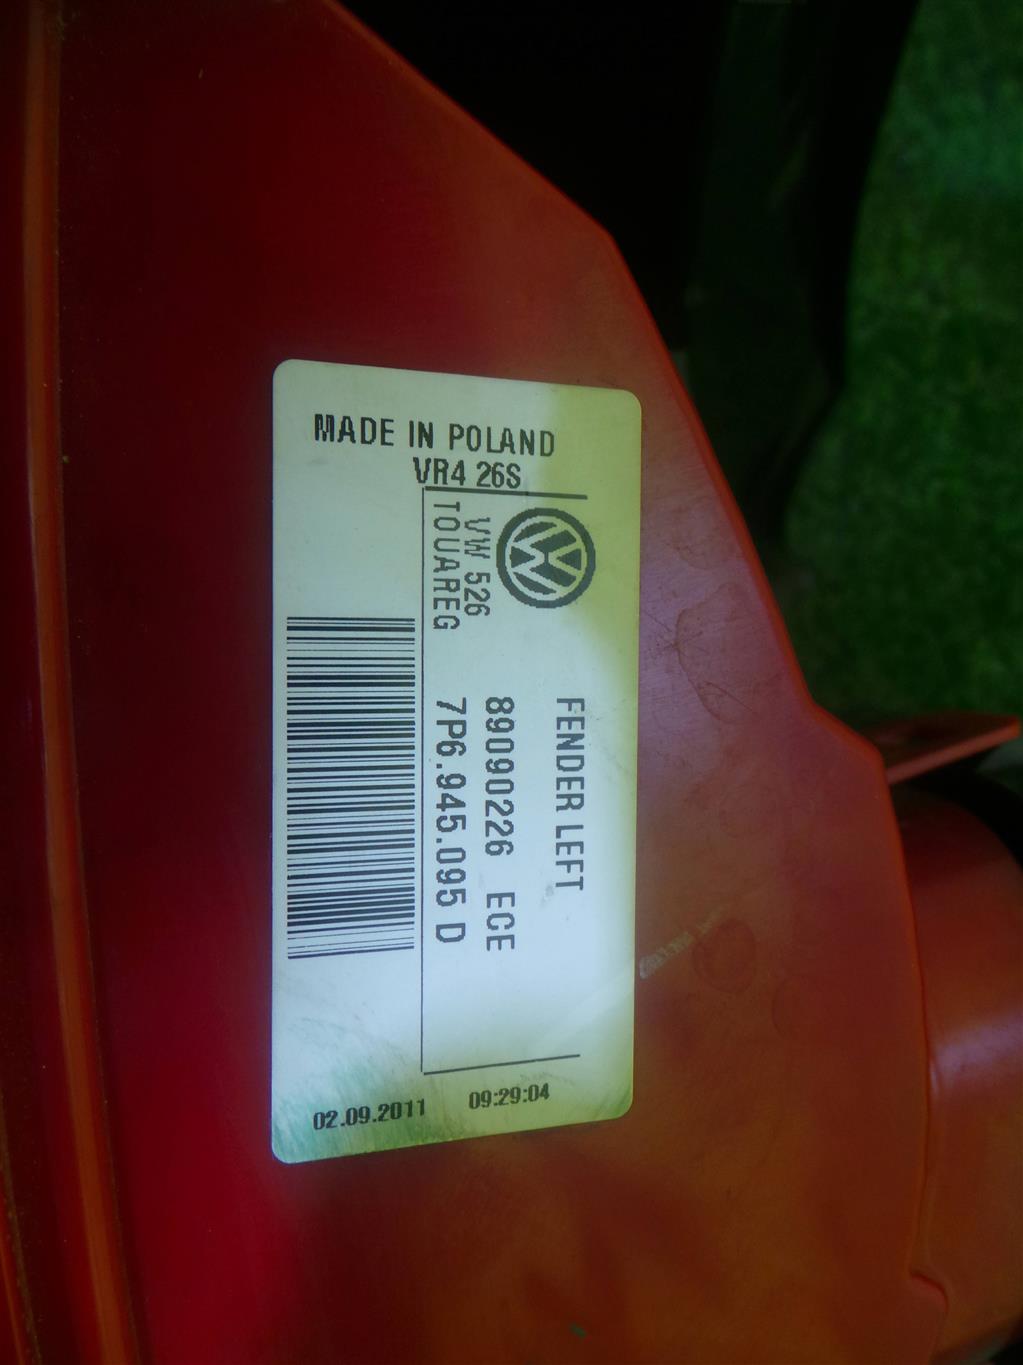 MADE IN POLAND
VR4 26S
VW 526
TOUAREG
FENDER LEFT
89090226 ECE
7P6.945.095 D
02.09.2011
09:29:04